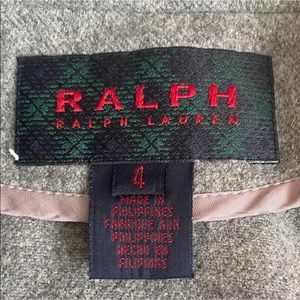 RALPH
RALPH LAUREN
4
MADE IN
PHILIPPINES
FABRIQUE AUX
PHILIPPINES
HECHO EN
FILIPINAS